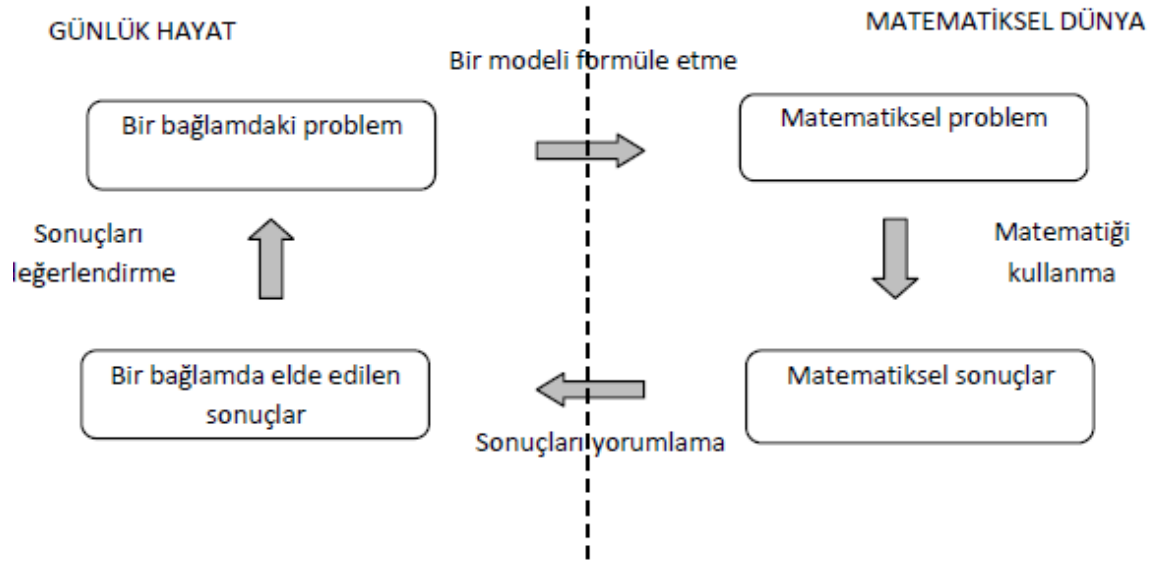 GÜNLÜK HAYAT
MATEMATİKSEL DÜNYA
Bir modeli formüle etme
Bir bağlamdaki problem
Matematiksel problem
Sonuçları
leğerlendirme
Matematiği
kullanma
Bir bağlamda elde edilen
sonuçlar
Matematiksel sonuçlar
Sonuçları yorumlama